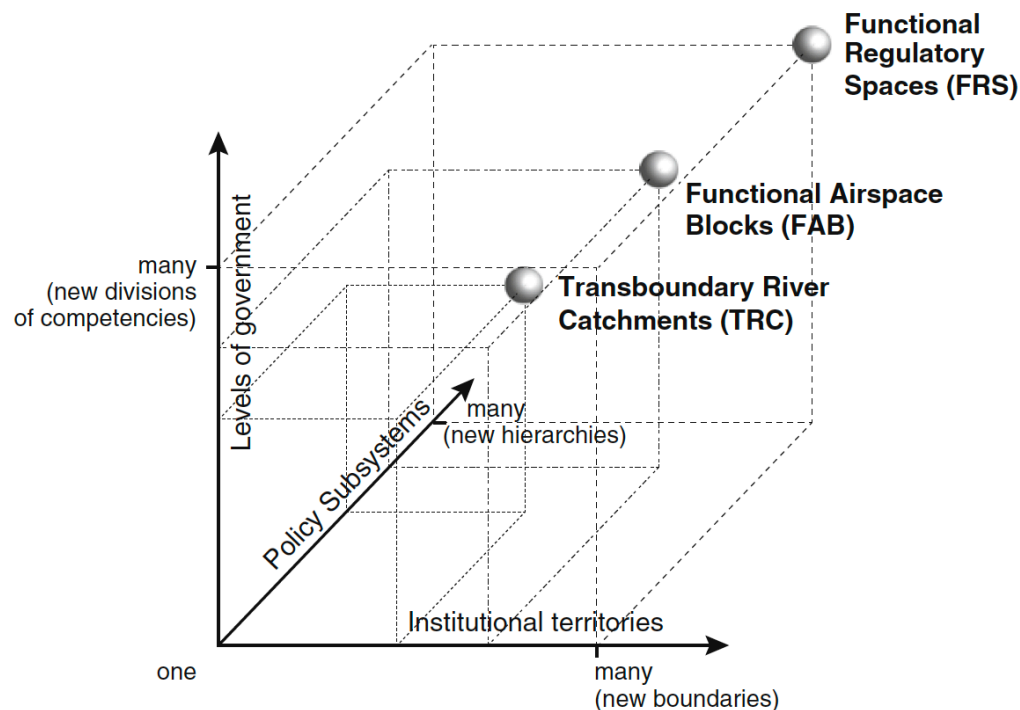 Functional
Regulatory
Spaces (FRS)
Functional Airspace
Blocks (FAB)
Levels of government
many
(new divisions
of competencies)
Transboundary River
Catchments (TRC)
Policy Subsystems
many
(new hierarchies)
Institutional territories
one
many
(new boundaries)